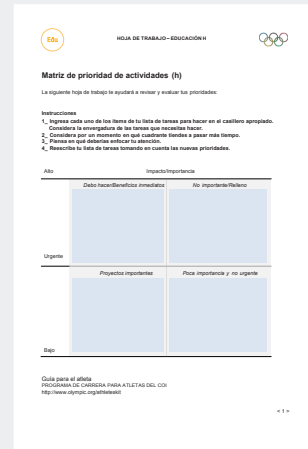 Edu
HOJA DE TRABAJO – EDUCACIÓN H
Matriz de prioridad de actividades (h)
La siguiente hoja de trabajo te ayudará a revisar y evaluar tus prioridades:
Instrucciones
1_ Ingresa cada uno de los ítems de tu lista de tareas para hacer en el casillero apropiado.
Considera la envergadura de las tareas que necesitas hacer.
2_ Considera por un momento en qué cuadrante tiendes a pasar más tiempo.
3_ Piensa en qué deberías enfocar tu atención.
4_ Reescribe tu lista de tareas tomando en cuenta las nuevas prioridades.
Alto Impacto/Importancia
Debo hacer/Beneficios inmediatos No importante/Relleno
Urgente
Proyectos importantes Poca importancia y no urgente
Bajo
Guía para el atleta
PROGRAMA DE CARRERA PARA ATLETAS DEL COI
http://www.olympic.org/athleteskit
< 1 >